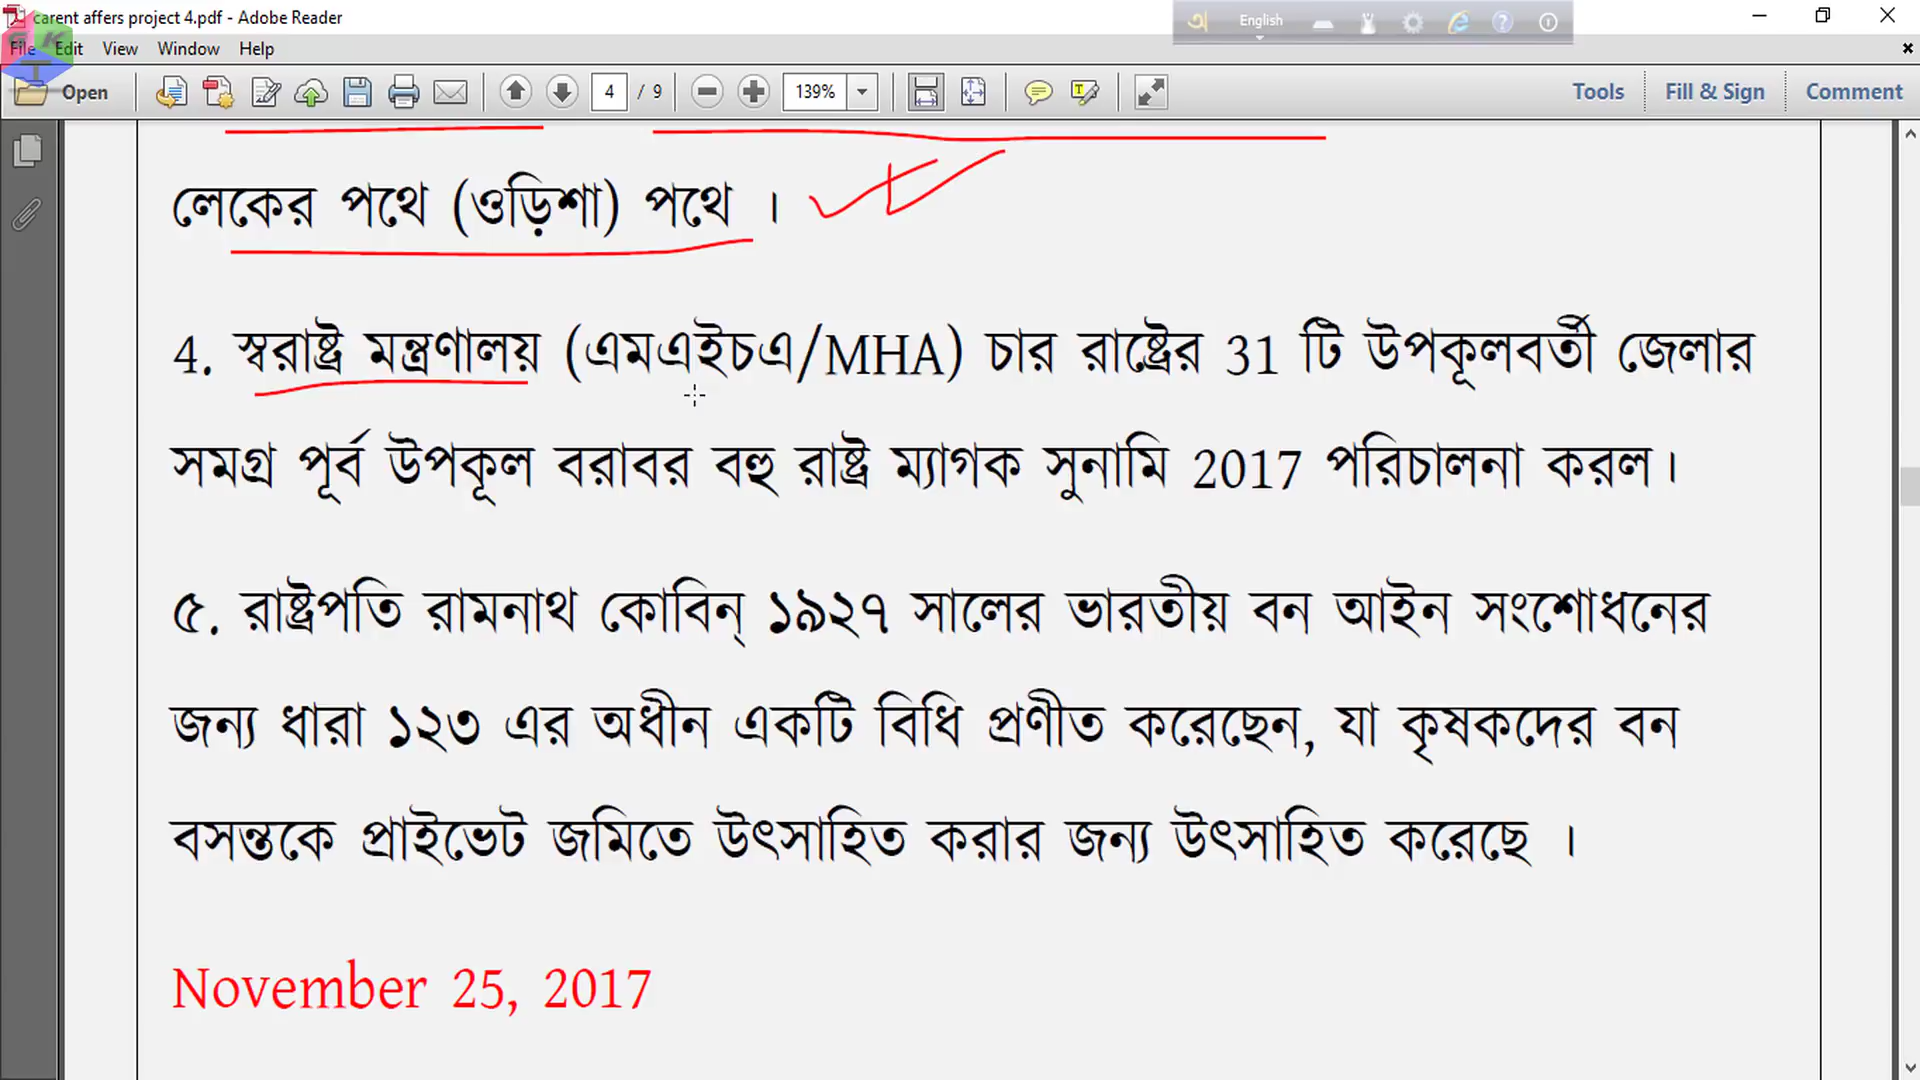 carent affers project 4.pdf - Adobe Reader
English
File Edit View Window Help
Open 4 / 9 139% Tools Fill & Sign Comment
লেকের পথে (ওড়িশা) পথে ।
4. স্বরাষ্ট্র মন্ত্রণালয় (এমএইচএ/MHA) চার রাষ্ট্রের 31 টি উপকূলবর্তী জেলার
সমগ্র পূর্ব উপকূল বরাবর বহু রাষ্ট্র ম্যাগক সুনামি 2017 পরিচালনা করল।
৫. রাষ্ট্রপতি রামনাথ কোবিন্ ১৯২৭ সালের ভারতীয় বন আইন সংশোধনের
জন্য ধারা ১২৩ এর অধীন একটি বিধি প্রণীত করেছেন, যা কৃষকদের বন
বসন্তকে প্রাইভেট জমিতে উৎসাহিত করার জন্য উৎসাহিত করেছে ।
November 25, 2017